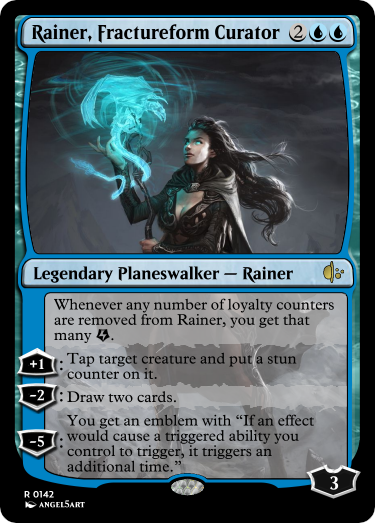 Rainer, Fractureform Curator 2
Legendary Planeswalker — Rainer
Whenever any number of loyalty counters
are removed from Rainer, you get that
many .
+1: Tap target creature and put a stun
counter on it.
-2: Draw two cards.
-5: You get an emblem with “If an effect
would cause a triggered ability you
control to trigger, it triggers an
additional time.”
3
R 0142
ANGEL5ART